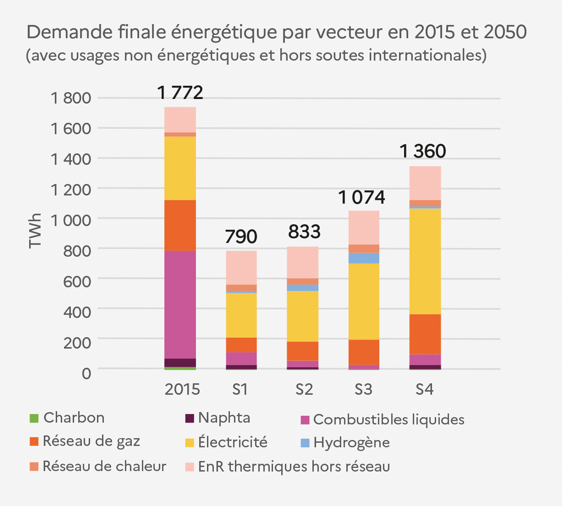 Demande finale énergétique par vecteur en 2015 et 2050
(avec usages non énergétiques et hors soutes internationales)
TWh
1 800
1 600
1 400
1 200
1 000
800
600
400
200
0
1 772
790
833
1 074
1 360
2015 S1 S2 S3 S4
Charbon Naphta Combustibles liquides
Réseau de gaz Électricité Hydrogène
Réseau de chaleur EnR thermiques hors réseau